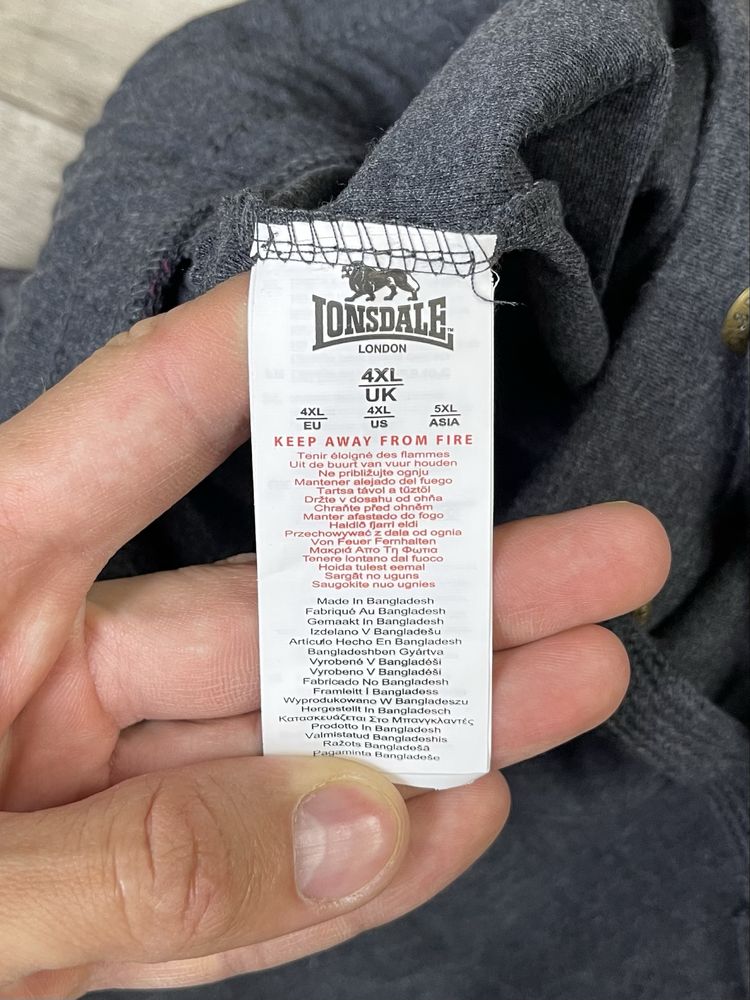 LONSDALE™
LONDON
4XL
UK
4XL 4XL 5XL
EU US ASIA
KEEP AWAY FROM FIRE
Tenir éloigné des flammes
Uit de buurt van vuur houden
Ne približujte ognju
Mantener alejado del fuego
Tartsa távol a tűztől
Držte v dosahu od ohňa
Chraňte před ohněm
Manter afastado do fogo
Haldið fjarri eldi
Przechowywać z dala od ognia
Von Feuer Fernhalten
Μακριά Απο Τη Φωτια
Tenere lontano dal fuoco
Hoida tulest eemal
Sargāt no uguns
Saugokite nuo ugnies
Made In Bangladesh
Fabriqué Au Bangladesh
Gemaakt In Bangladesh
Izdelano V Bangladešu
Artículo Hecho En Bangladesh
Bangladeshben Gyártva
Vyrobené V Bangladéši
Vyrobeno V Bangladéši
Fabricado No Bangladesh
Framleitt Í Bangladess
Wyprodukowano W Bangladeszu
Hergestellt In Bangladesch
Κατασκευάζεται Στο Μπανγκλαντές
Prodotto In Bangladesh
Valmistatud Bangladeshis
Ražots Bangladešā
Pagaminta Bangladeše